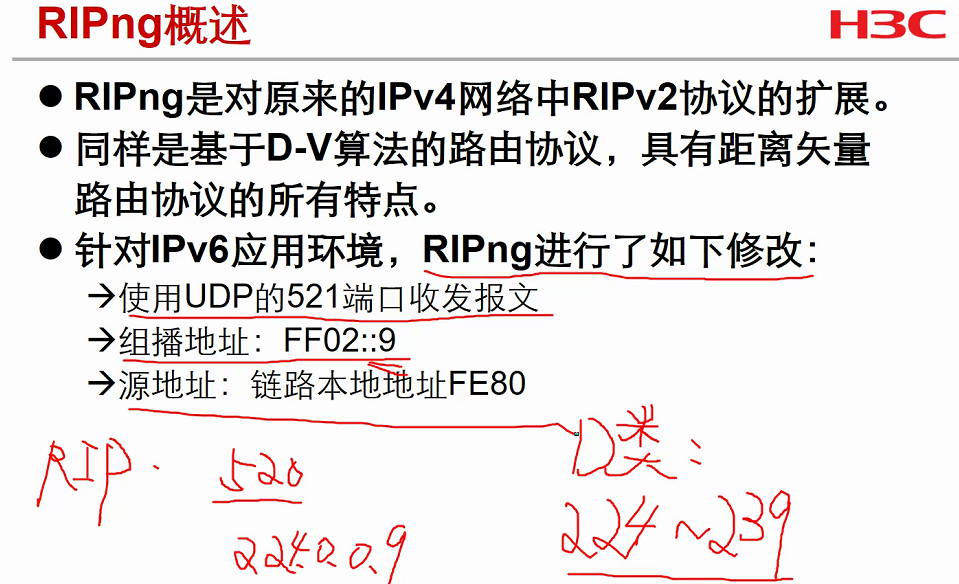 RIPng概述
H3C
● RIPng是对原来的IPv4网络中RIPv2协议的扩展。
● 同样是基于D-V算法的路由协议，具有距离矢量
路由协议的所有特点。
● 针对IPv6应用环境，RIPng进行了如下修改：
→使用UDP的521端口收发报文
→组播地址：FF02::9
→源地址：链路本地地址FE80
RIP. 520
D类：
224.0.0.9
224~239